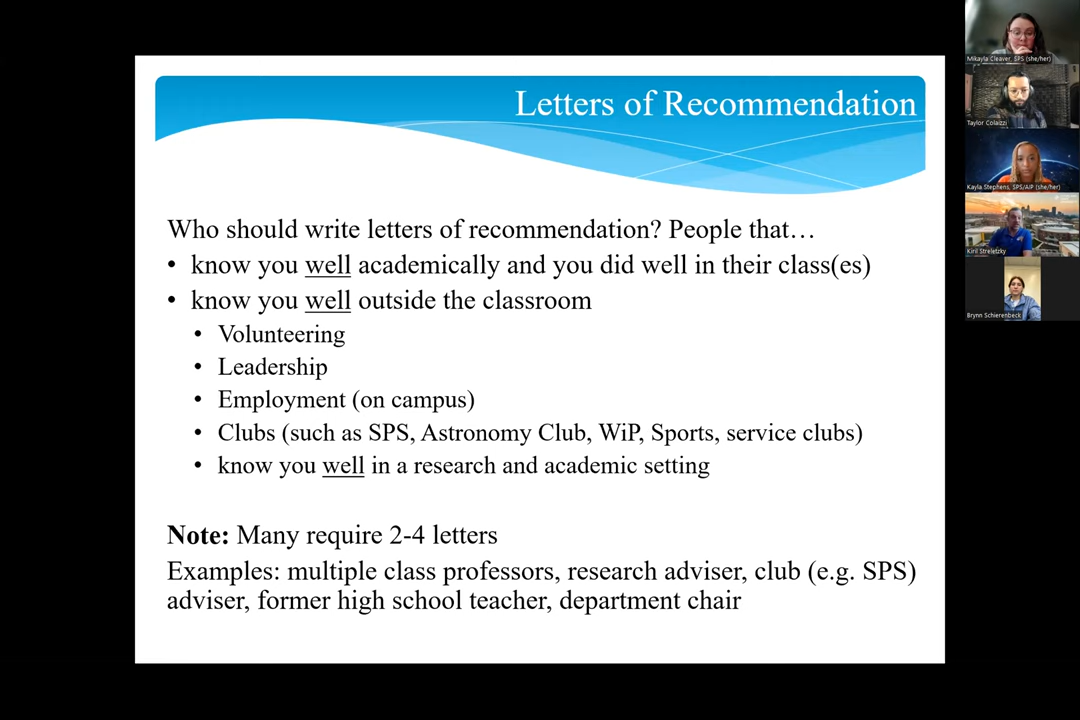 Letters of Recommendation
Who should write letters of recommendation? People that…
• know you well academically and you did well in their class(es)
• know you well outside the classroom
• Volunteering
• Leadership
• Employment (on campus)
• Clubs (such as SPS, Astronomy Club, WiP, Sports, service clubs)
• know you well in a research and academic setting
Note: Many require 2-4 letters
Examples: multiple class professors, research adviser, club (e.g. SPS)
adviser, former high school teacher, department chair
Mikayla Cleaver, SPS (she/her)
Taylor Colaizzi
Kayla Stephens, SPS/AIP (she/her)
Kiril Streletzky
Brynn Schierenbeck